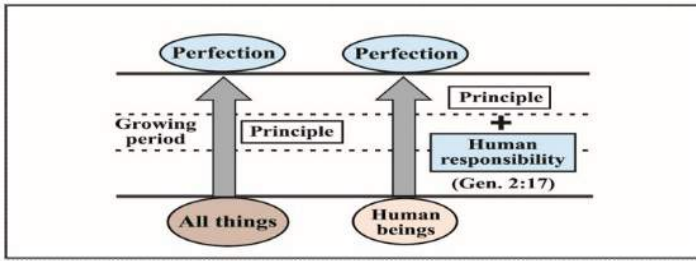 Perfection
Perfection
Principle
+
Growing
period
Principle
Human
responsibility
(Gen. 2:17)
All things
Human
beings